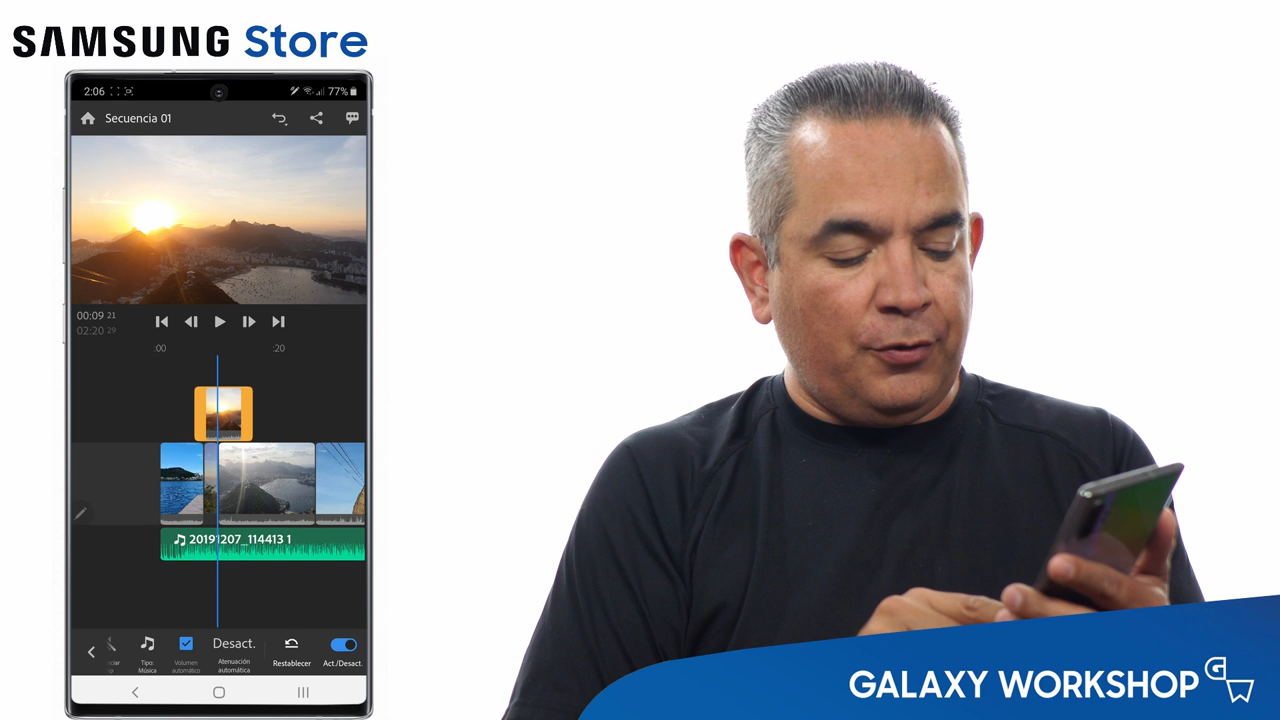 SAMSUNG Store
2:06
77%
Secuencia 01
00:09 21
02:20 29
:00
:20
20191207_114413 1
Desact.
Tipo:
Música
Volumen
automático
Atenuación
automática
Restablecer
Act./Desact.
GALAXY WORKSHOP
GW